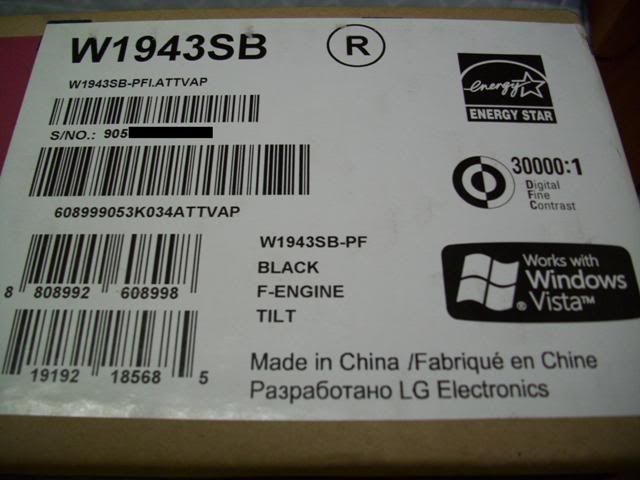 W1943SB
R
W1943SB-PFI.ATTVAP
S/NO.: 905
608999053K034ATTVAP
8 808992 608998
19192 18568 5
energy
ENERGY STAR
30000:1
Digital
Fine
Contrast
W1943SB-PF
BLACK
F-ENGINE
TILT
Works with
Windows
Vista™
Made in China /Fabriqué en Chine
Разработано LG Electronics